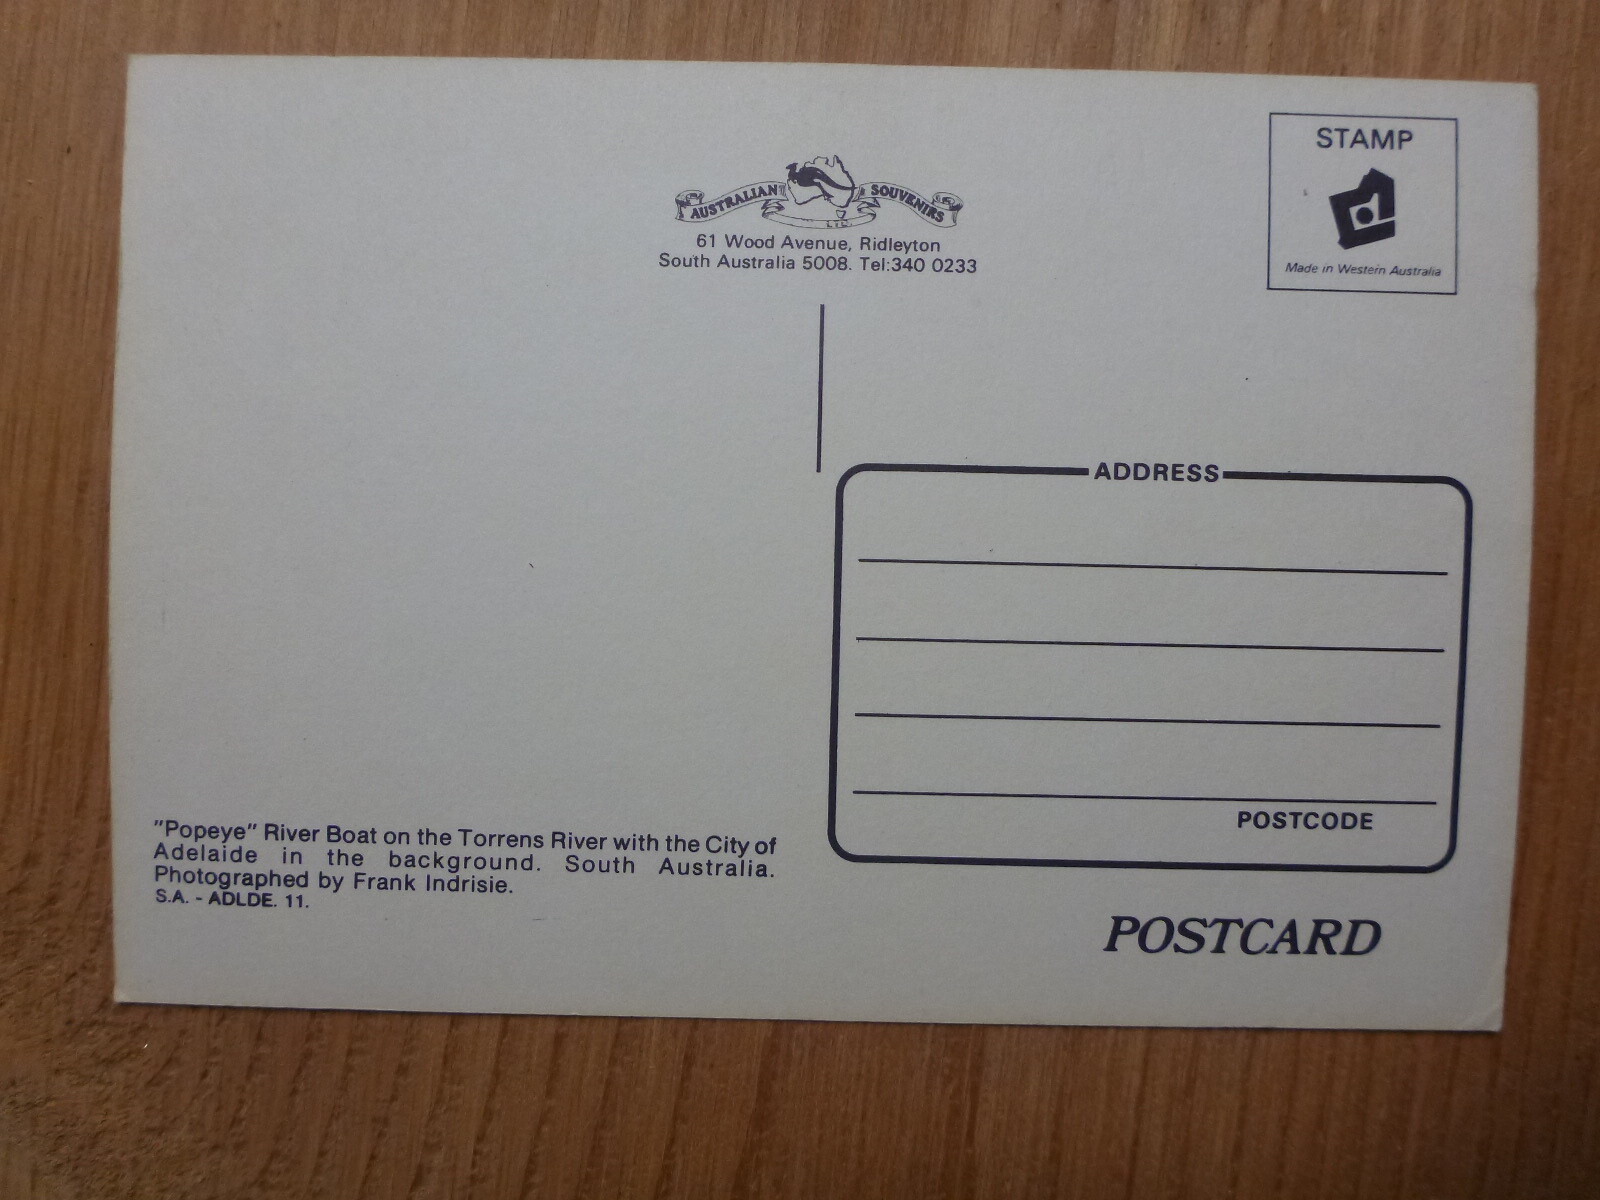 AUSTRALIAN SOUVENIRS
LTD.
61 Wood Avenue, Ridleyton
South Australia 5008. Tel:340 0233
STAMP
Made in Western Australia
ADDRESS
POSTCODE
"Popeye" River Boat on the Torrens River with the City of
Adelaide in the background. South Australia.
Photographed by Frank Indrisie.
S.A. - ADLDE. 11.
POSTCARD